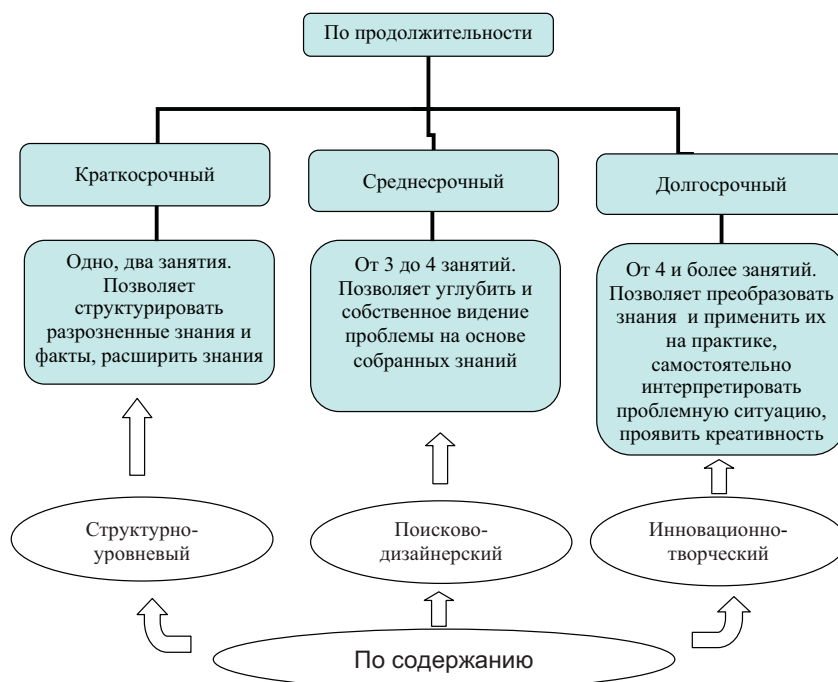 По продолжительности
Краткосрочный
Среднесрочный
Долгосрочный
Одно, два занятия.
Позволяет
структурировать
разрозненные знания и
факты, расширить знания
От 3 до 4 занятий.
Позволяет углубить и
собственное видение
проблемы на основе
собранных знаний
От 4 и более занятий.
Позволяет преобразовать
знания и применить их
на практике,
самостоятельно
интерпретировать
проблемную ситуацию,
проявить креативность
Структурно-
уровневый
Поисково-
дизайнерский
Инновационно-
творческий
По содержанию